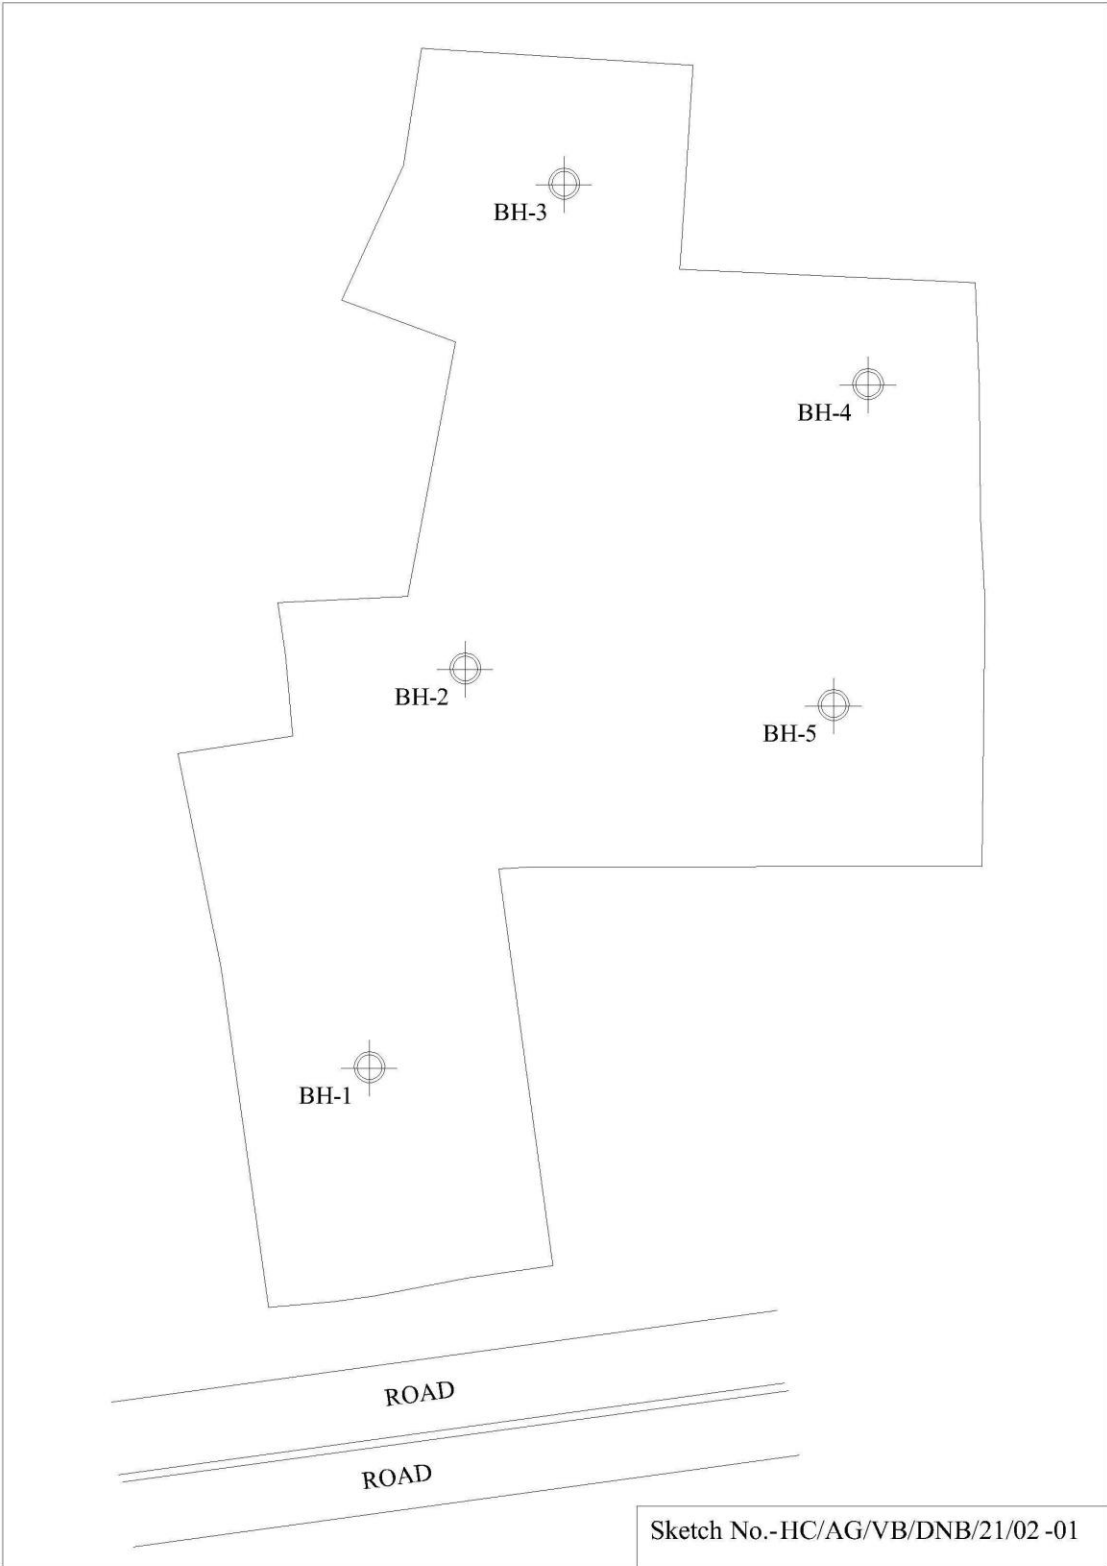 BH-3
BH-4
BH-2
BH-5
BH-1
ROAD
ROAD
Sketch No.-HC/AG/VB/DNB/21/02 -01